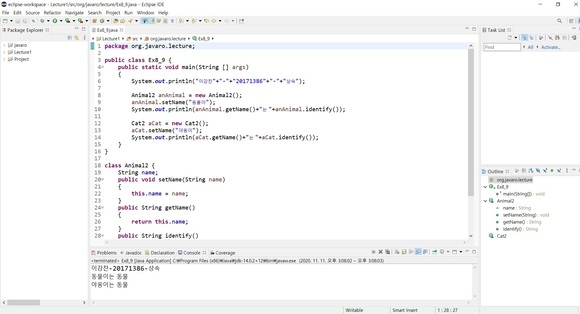 eclipse-workspace - Lecture1/src/org/javaro/lecture/Ex8_9.java - Eclipse IDE
File Edit Source Refactor Navigate Search Project Run Window Help
Package Explorer
javaro
Lecture1
Project
Ex8_9.java
Lecture1 src org.javaro.lecture Ex8_9
1 package org.javaro.lecture;
2
3 public class Ex8_9 {
4 public static void main(String [] args)
5 {
6 System.out.println("이강찬"+"-"+"20171386"+"-"+"상속");
7
8 Animal2 anAnimal = new Animal2();
9 anAnimal.setName("동물이");
10 System.out.println(anAnimal.getName()+"는 "+anAnimal.identify());
11
12 Cat2 aCat = new Cat2();
13 aCat.setName("야옹이");
14 System.out.println(aCat.getName()+"는 "+aCat.identify());
15 }
16 }
17
18 class Animal2 {
19 String name;
20 public void setName(String name)
21 {
22 this.name = name;
23 }
24 public String getName()
25 {
26 return this.name;
27 }
28 public String identify()
Problems Javadoc Declaration Console Coverage
<terminated> Ex8_9 [Java Application] C:\Program Files (x86)\Java\jdk-14.0.2+12\bin\javaw.exe (2020. 11. 11. 오후 3:08:02 – 오후 3:08:03)
이강찬-20171386-상속
동물이는 동물
야옹이는 동물
Task List
Find All Activate...
Outline
org.javaro.lecture
Ex8_9
main(String[]) : void
Animal2
name : String
setName(String) : void
getName() : String
identify() : String
Cat2
Writable Smart Insert 1 : 28 : 27